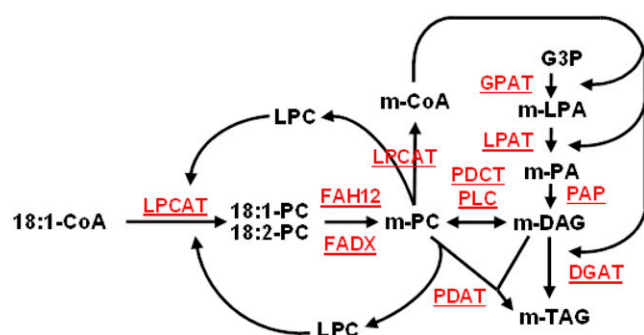 G3P
GPAT
m-CoA
m-LPA
LPC
LPAT
LPCAT
m-PA
PDCT
LPCAT
FAH12
PLC
PAP
18:1-CoA
18:1-PC
18:2-PC
m-PC
m-DAG
FADX
DGAT
PDAT
LPC
m-TAG